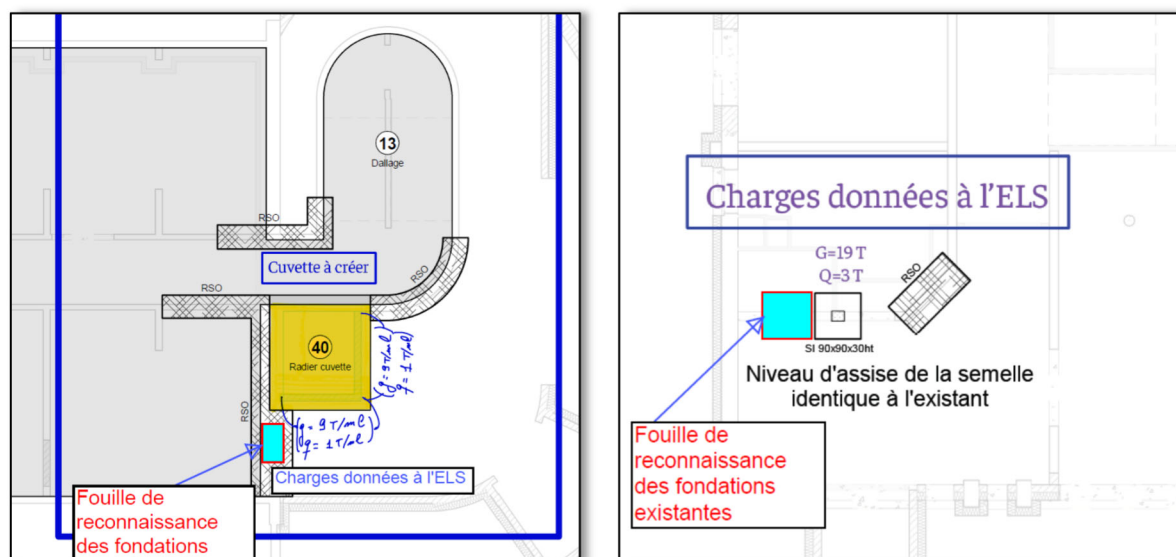 13
Dallage
RSO
Cuvette à créer
RSO
RSO
40
Radier cuvette
RSO
(g = 9 T/ml
q = 1 T/ml)
(g = 9 T/ml
q = 1 T/ml)
Charges données à l'ELS
Fouille de
reconnaissance
des fondations
Charges données à l'ELS
G=19 T
Q=3 T
RSO
SI 90x90x30ht
Niveau d'assise de la semelle
identique à l'existant
Fouille de
reconnaissance
des fondations
existantes